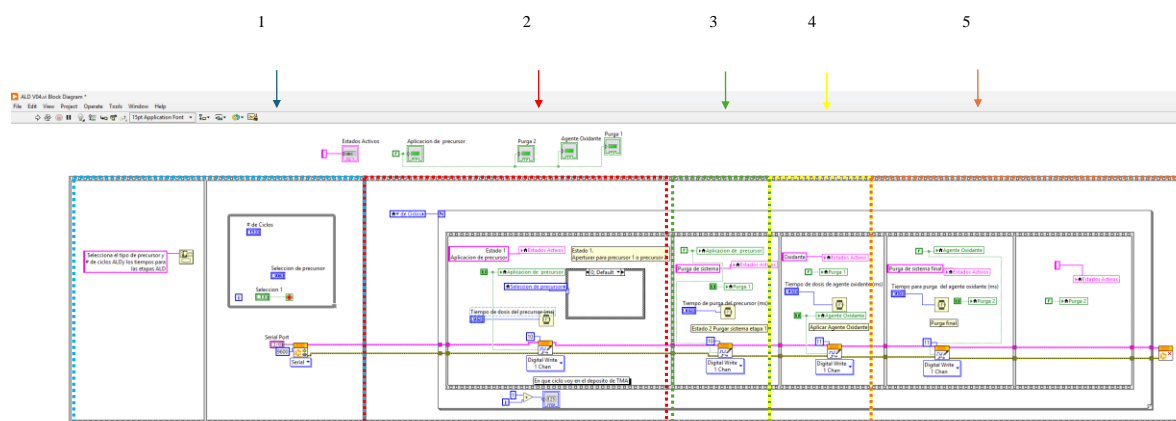 1
2
3
4
5
ALD V04.vi Block Diagram *
File Edit View Project Operate Tools Window Help
15pt Application Font
Estados Activos
Aplicacion de precursor
Purga 2
Agente Oxidante
Purga 1
# de Ciclos
N
# de Ciclos
Selecciona el tipo de precursor y
# de ciclos ALDy los tiempos para
las etapas ALD
Seleccion de precursor
Seleccion 1
i
Estado 1
Aplicacion de precursor
Estados Activos
Estado 1.
Aperturar para precursor 1 o precursor
Aplicacion de precursor
0, Default
Seleccion de precursor
Tiempo de dosis del precursor (ms)
Aplicacion de precursor
Purga de sistema
Estados Activos
Purga 1
Tiempo de purga del precursor (ms)
Estado 2 Purgar sistema etapa 1
Oxidante
Estados Activos
Purga 1
Tiempo de dosis de agente oxidante (ms)
Agente Oxidante
Aplicar Agente Oxidante
Agente Oxidante
Purga de sistema final
Estados Activos
Tiempo para purga del agente oxidante (ms)
Purga 2
Purga final
Estados Activos
Purga 2
Serial Port
9600
Serial
10
Digital Write
1 Chan
10
Digital Write
1 Chan
11
Digital Write
1 Chan
11
Digital Write
1 Chan
En que ciclo voy en el deposito de TMA
i